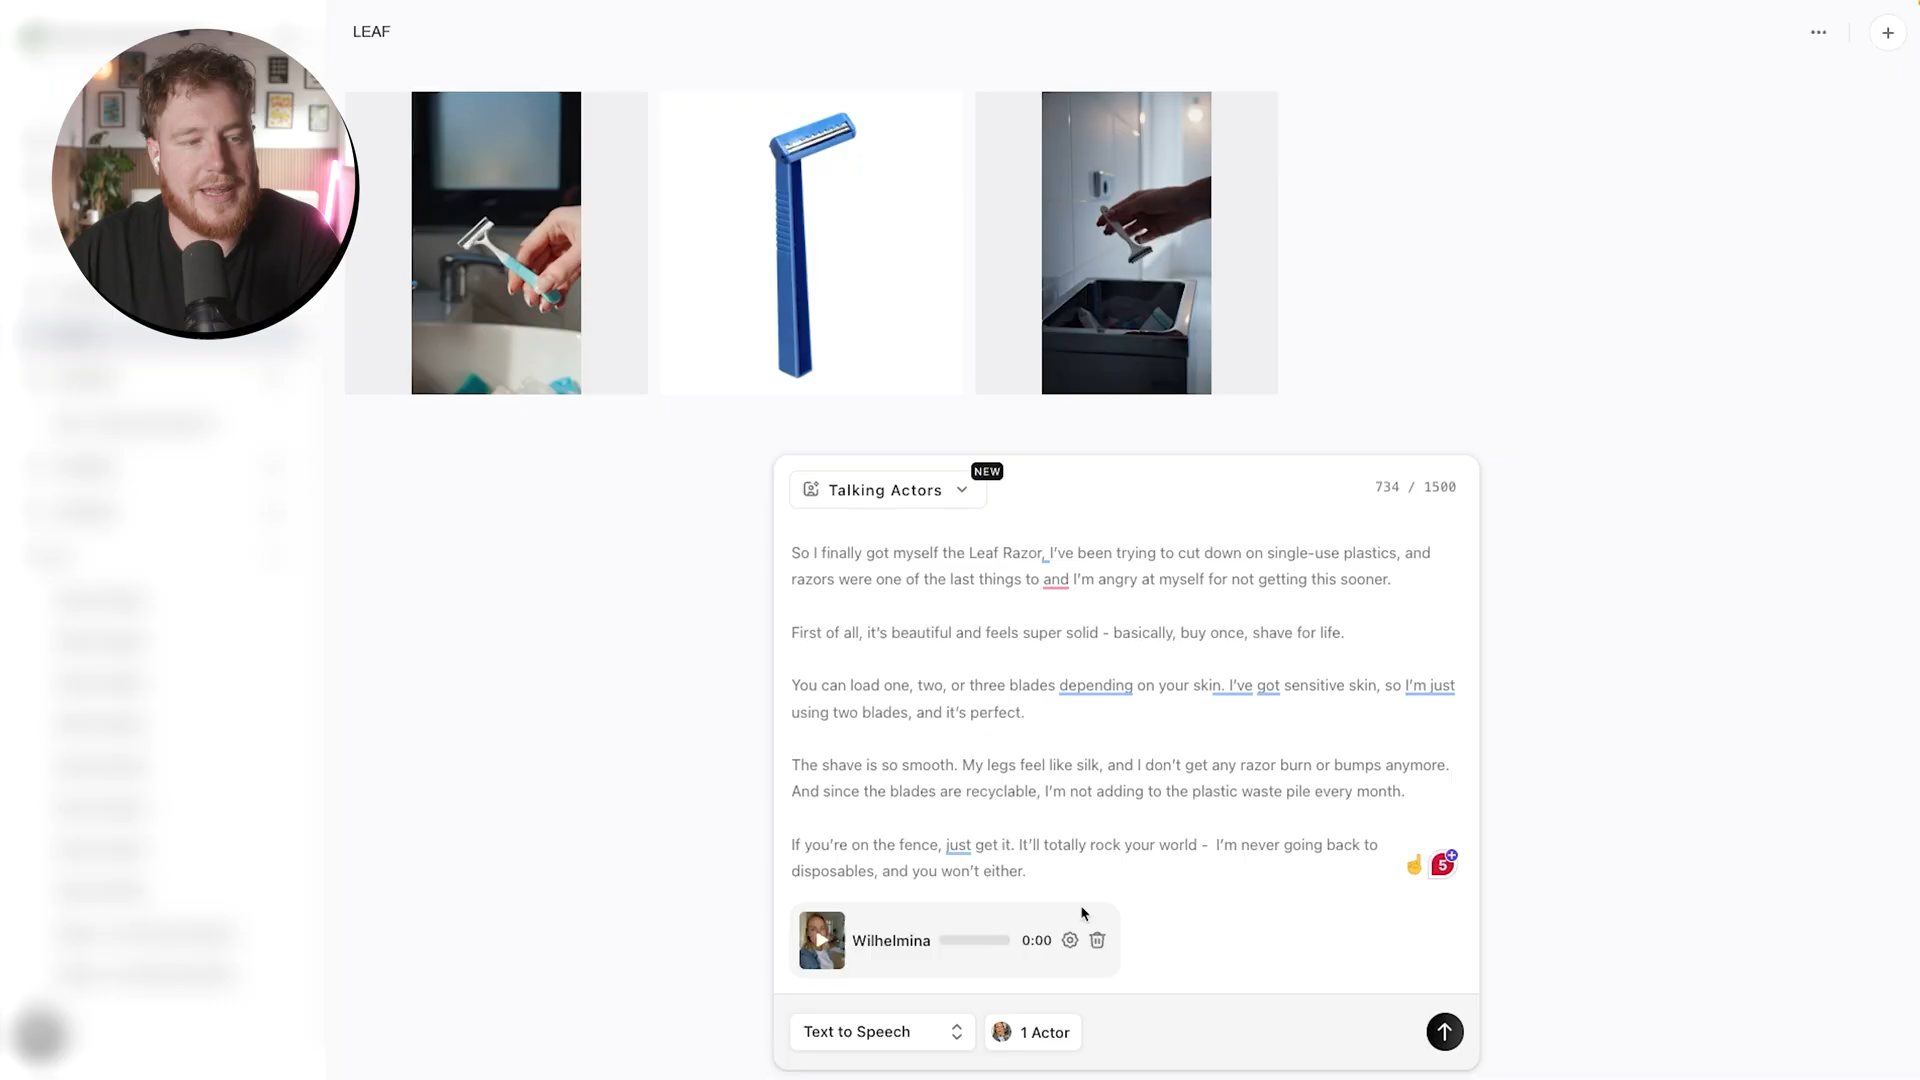 LEAF
Talking Actors
NEW
734 / 1500
So I finally got myself the Leaf Razor, I’ve been trying to cut down on single-use plastics, and
razors were one of the last things to and I’m angry at myself for not getting this sooner.
First of all, it’s beautiful and feels super solid - basically, buy once, shave for life.
You can load one, two, or three blades depending on your skin. I’ve got sensitive skin, so I’m just
using two blades, and it’s perfect.
The shave is so smooth. My legs feel like silk, and I don’t get any razor burn or bumps anymore.
And since the blades are recyclable, I’m not adding to the plastic waste pile every month.
If you’re on the fence, just get it. It’ll totally rock your world -  I’m never going back to
disposables, and you won’t either.
5
Wilhelmina
0:00
Text to Speech
1 Actor